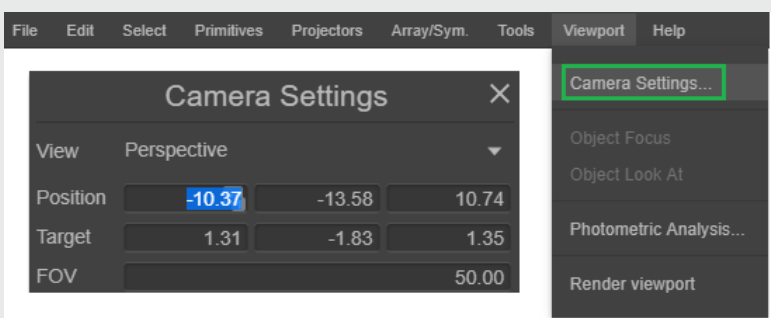 File Edit Select Primitives Projectors Array/Sym. Tools Viewport Help
Camera Settings
View Perspective
Position -10.37 -13.58 10.74
Target 1.31 -1.83 1.35
FOV 50.00
Camera Settings...
Object Focus
Object Look At
Photometric Analysis...
Render viewport